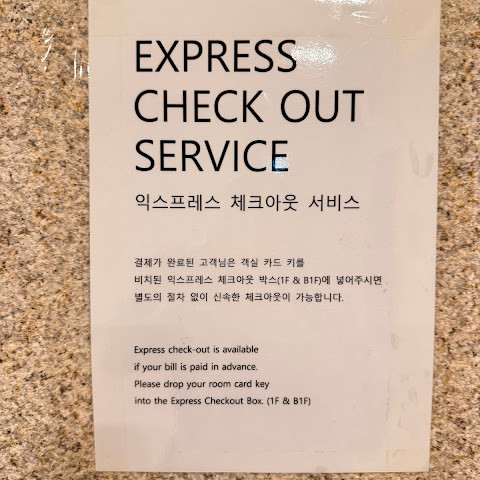 EXPRESS
CHECK OUT
SERVICE
익스프레스 체크아웃 서비스
결제가 완료된 고객님은 객실 카드 키를
비치된 익스프레스 체크아웃 박스(1F & B1F)에 넣어주시면
별도의 절차 없이 신속한 체크아웃이 가능합니다.
Express check-out is available
if your bill is paid in advance.
Please drop your room card key
into the Express Checkout Box. (1F & B1F)